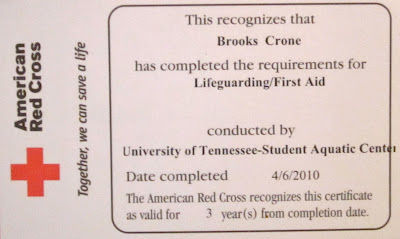 American
Red Cross
Together, we can save a life
This recognizes that
Brooks Crone
has completed the requirements for
Lifeguarding/First Aid
conducted by
University of Tennessee-Student Aquatic Center
Date completed 4/6/2010
The American Red Cross recognizes this certificate
as valid for 3 year(s) from completion date.